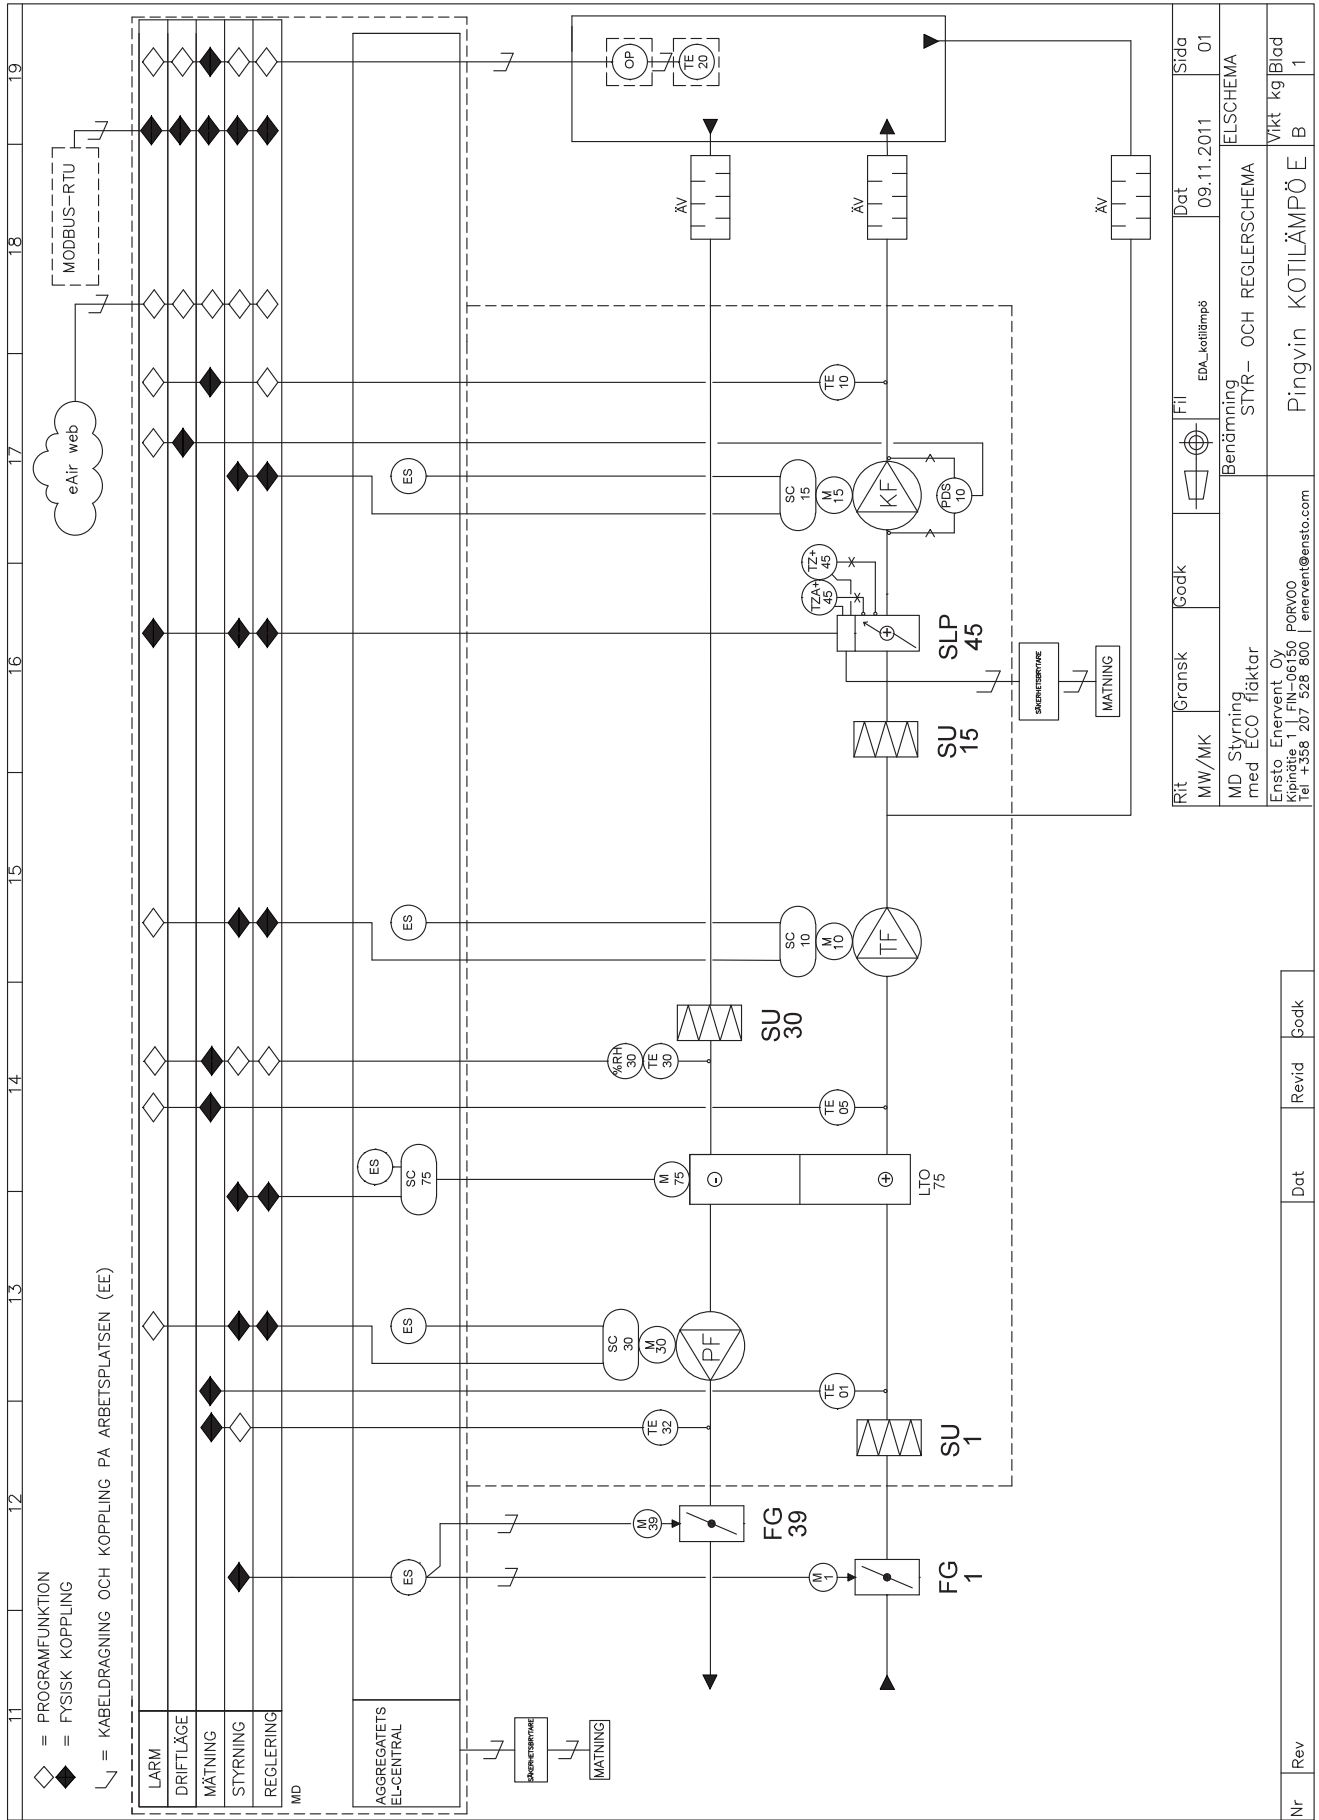 11 12 13 14 15 16 17 18 19
= PROGRAMFUNKTION
= FYSISK KOPPLING
= KABELDRAGNING OCH KOPPLING PÅ ARBETSPLATSEN (EE)
eAir web
MODBUS-RTU
LARM
DRIFTLÄGE
MÄTNING
STYRNING
REGLERING
MD
AGGREGATETS
EL-CENTRAL
SÄKERHETSBRYTARE
MATNING
ES
ES
ES
SC
75
ES
ES
OP
TE
20
M
39
FG
39
TE
32
SC
30
M
30
PF
M
75
%RH
30
TE
30
SU
30
ÄV
M
1
FG
1
SU
1
TE
01
LTO
75
TE
05
SC
10
M
10
TF
SU
15
TZA+
45
TZ+
45
SLP
45
SC
15
M
15
KF
PDS
10
TE
10
ÄV
SÄKERHETSBRYTARE
MATNING
ÄV
Nr Rev Dat Revid Godk
Rit Gransk Godk Fil Dat Sida
MW/MK EDA_kotilämpö 09.11.2011 01
MD Styrning
med ECO fläktar
Benämning
STYR- OCH REGLERSCHEMA
ELSCHEMA
Ensto Enervent Oy
Kipinätie 1 | FIN-06150 PORVOO
Tel +358 207 528 800 | enervent@ensto.com
Pingvin KOTILÄMPÖ E
Vikt kg Blad
B 1